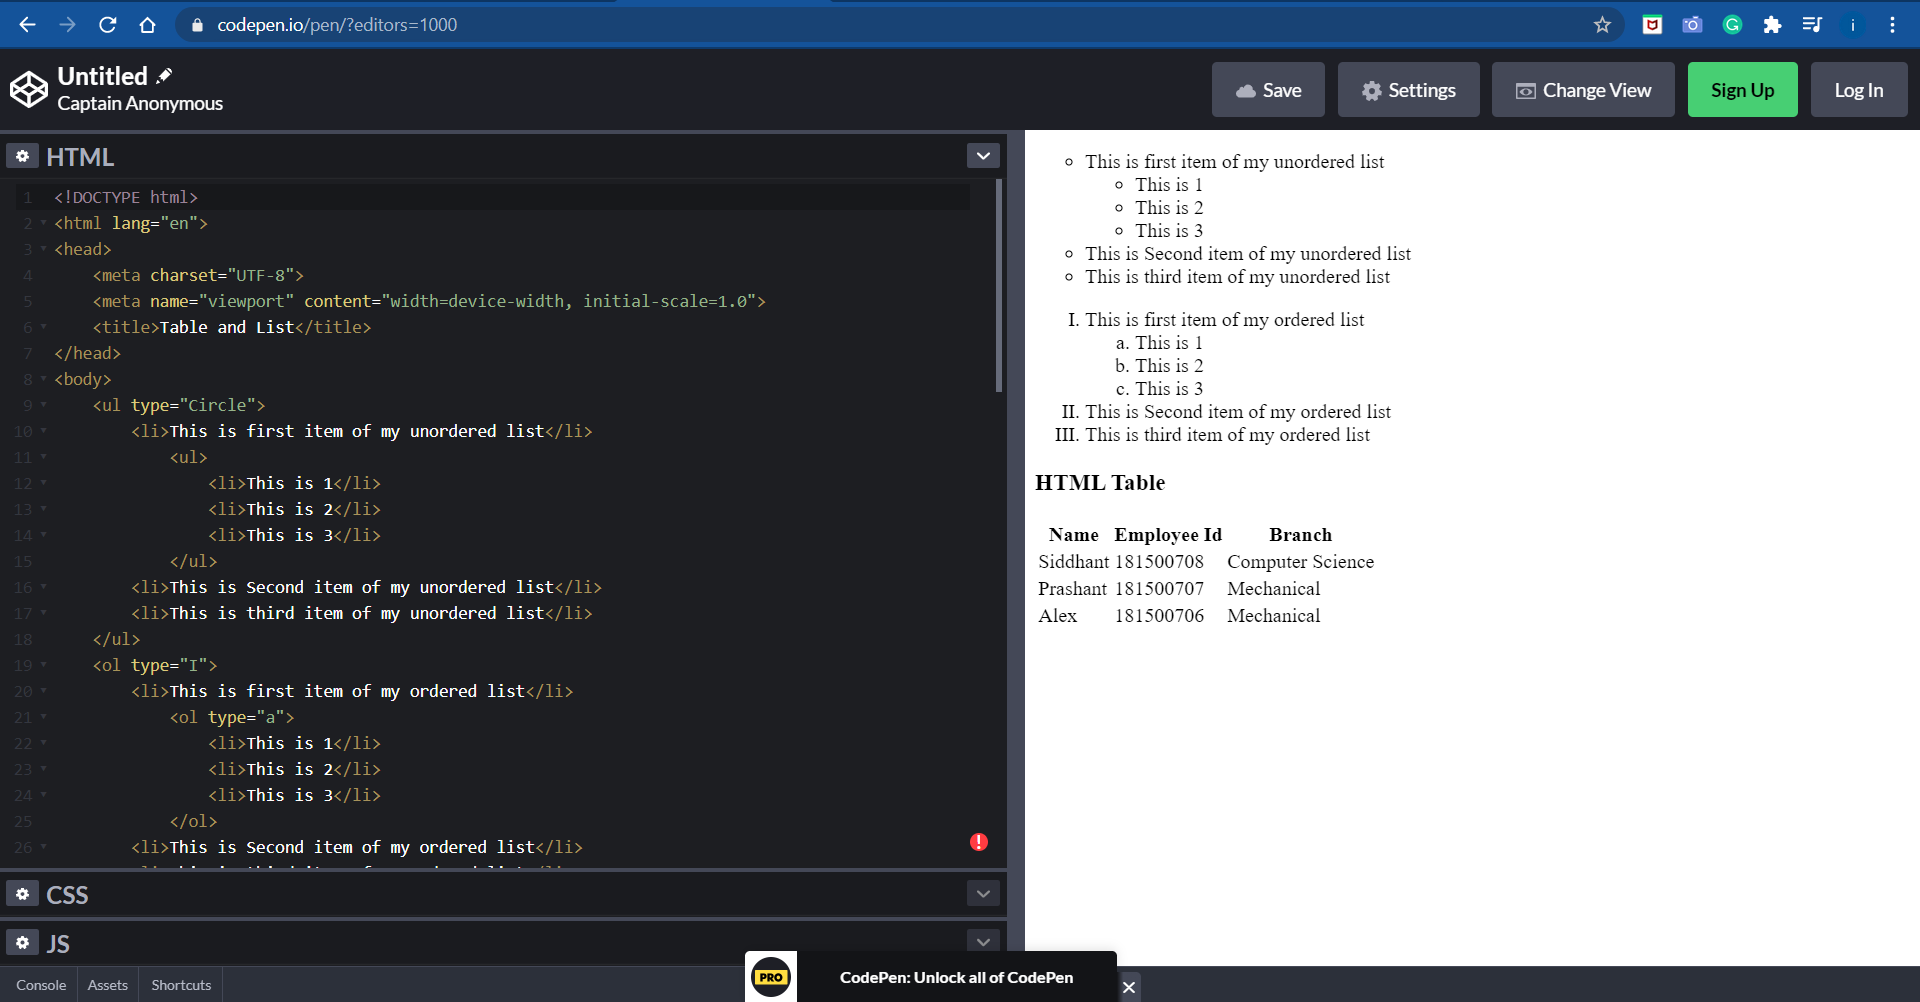 codepen.io/pen/?editors=1000
i
Untitled
Captain Anonymous
Save
Settings
Change View
Sign Up
Log In
HTML
1 <!DOCTYPE html>
2 <html lang="en">
3 <head>
4 <meta charset="UTF-8">
5 <meta name="viewport" content="width=device-width, initial-scale=1.0">
6 <title>Table and List</title>
7 </head>
8 <body>
9 <ul type="Circle">
10 <li>This is first item of my unordered list</li>
11 <ul>
12 <li>This is 1</li>
13 <li>This is 2</li>
14 <li>This is 3</li>
15 </ul>
16 <li>This is Second item of my unordered list</li>
17 <li>This is third item of my unordered list</li>
18 </ul>
19 <ol type="I">
20 <li>This is first item of my ordered list</li>
21 <ol type="a">
22 <li>This is 1</li>
23 <li>This is 2</li>
24 <li>This is 3</li>
25 </ol>
26 <li>This is Second item of my ordered list</li>
CSS
JS
Console Assets Shortcuts
This is first item of my unordered list
This is 1
This is 2
This is 3
This is Second item of my unordered list
This is third item of my unordered list
I. This is first item of my ordered list
a. This is 1
b. This is 2
c. This is 3
II. This is Second item of my ordered list
III. This is third item of my ordered list
HTML Table
Name Employee Id Branch
Siddhant 181500708 Computer Science
Prashant 181500707 Mechanical
Alex 181500706 Mechanical
PRO
CodePen: Unlock all of CodePen